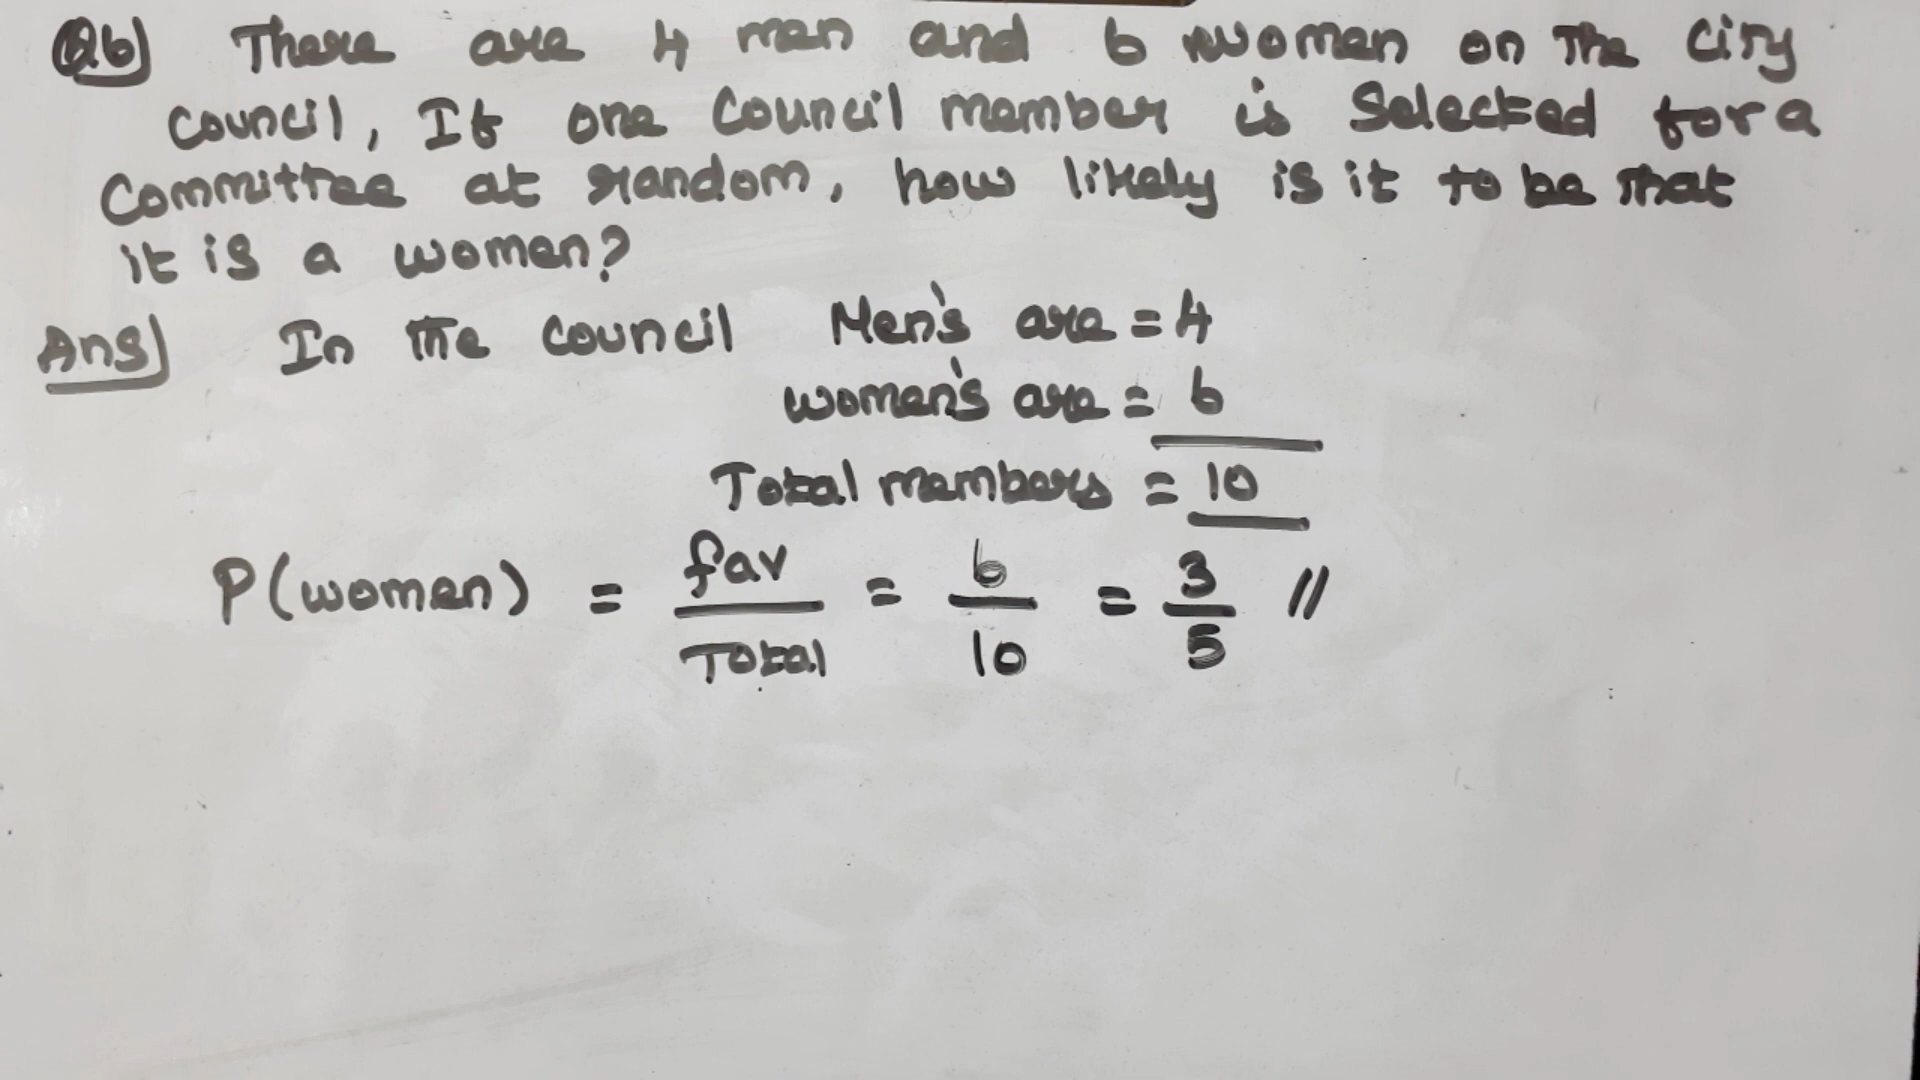 Q6) There are 4 men and 6 women on The City
Council, If one Council member is Selected for a
Committee at random, how likely is it to be that
it is a women?
Ans) In The Council Men's are = 4
women's are = 6
Total members = 10
P(women) = fav/Total = 6/10 = 3/5 //